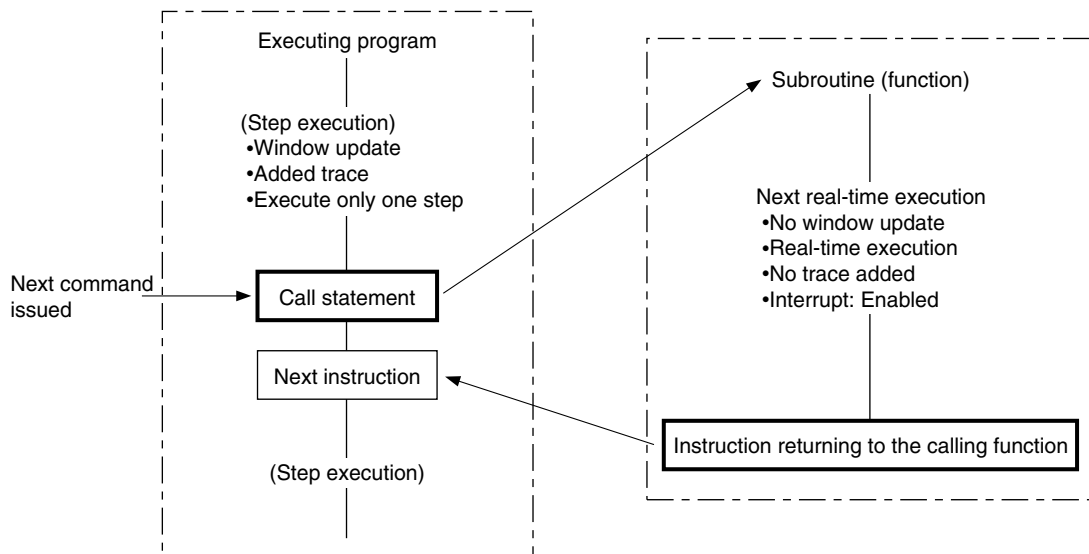 Executing program
(Step execution)
•Window update
•Added trace
•Execute only one step
Next command
issued
Call statement
Next instruction
(Step execution)
Subroutine (function)
Next real-time execution
•No window update
•Real-time execution
•No trace added
•Interrupt: Enabled
Instruction returning to the calling function